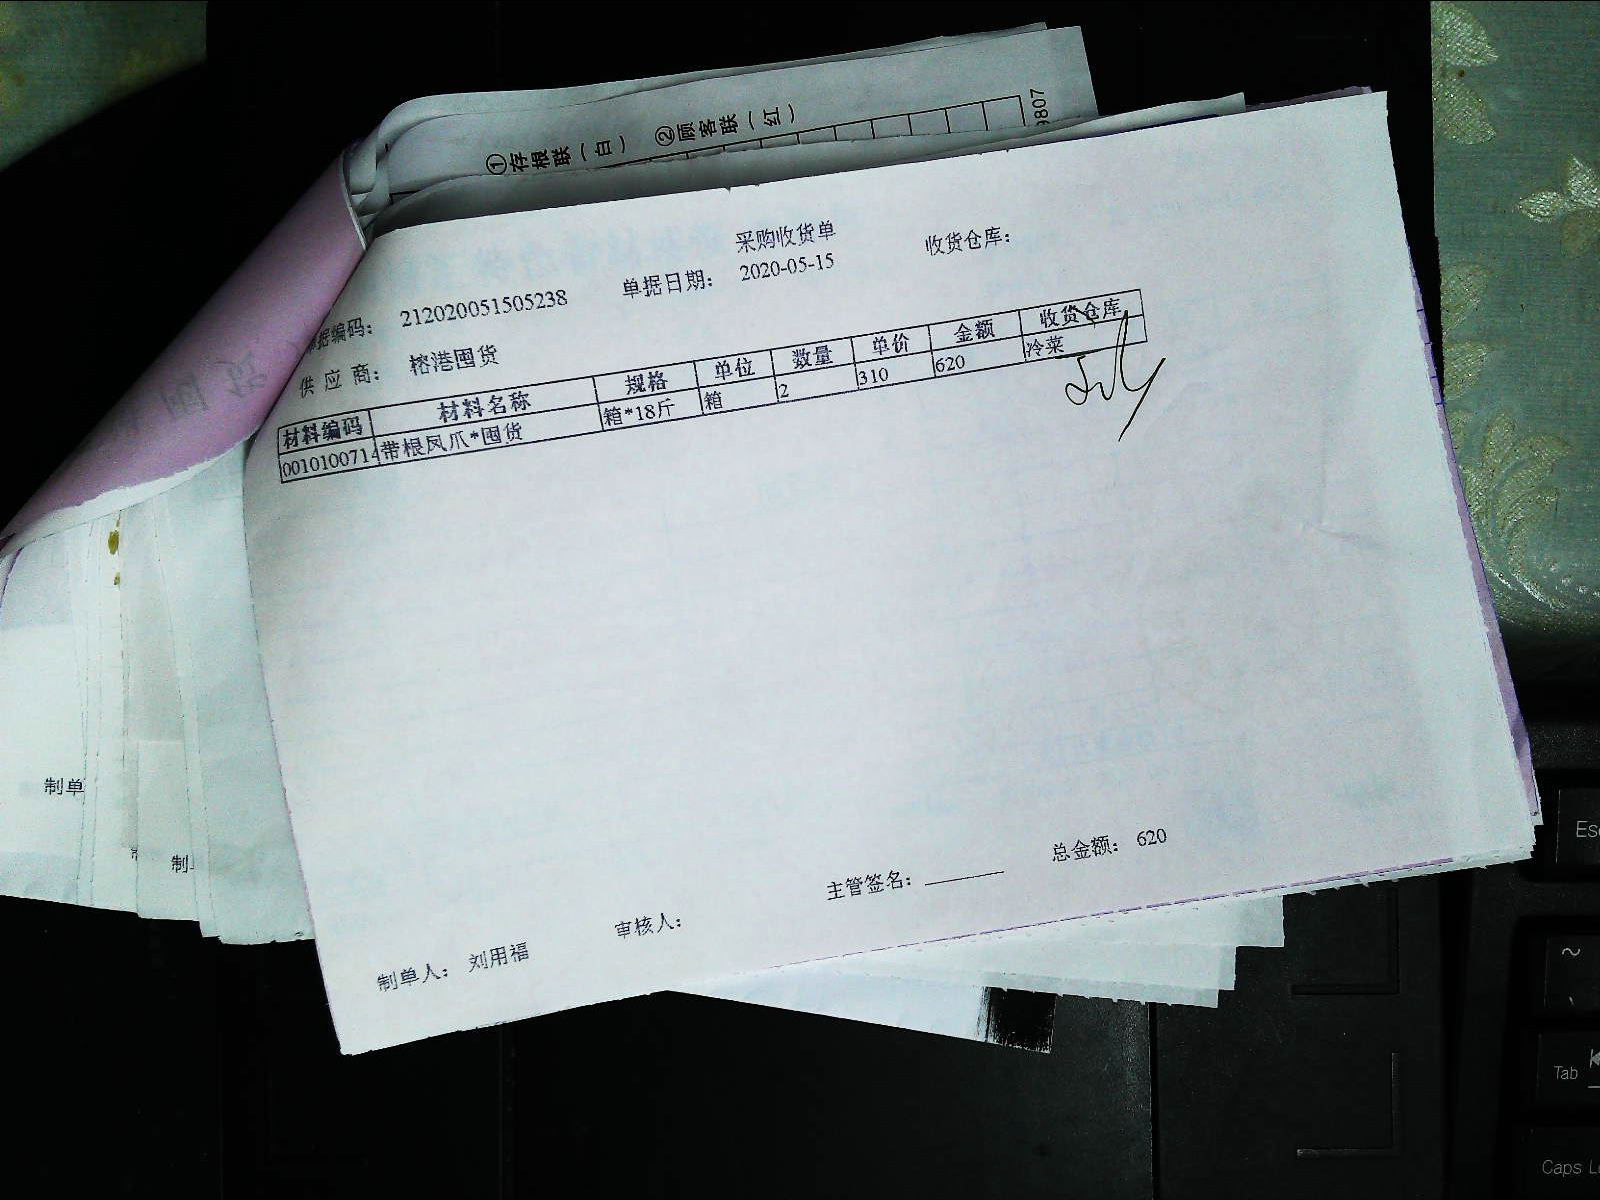 ①存根联（白） ②顾客联（红）
9807
采购收货单
单据编码： 212020051505238 单据日期： 2020-05-15 收货仓库：
供 应 商： 榕港囤货
材料编码 材料名称 规格 单位 数量 单价 金额 收货仓库
0010100714 带根凤爪*囤货 箱*18斤 箱 2 310 620 冷菜
主管签名： 总金额： 620
制单人： 刘用福 审核人：
制单
制
Esc
~
Tab
Caps L